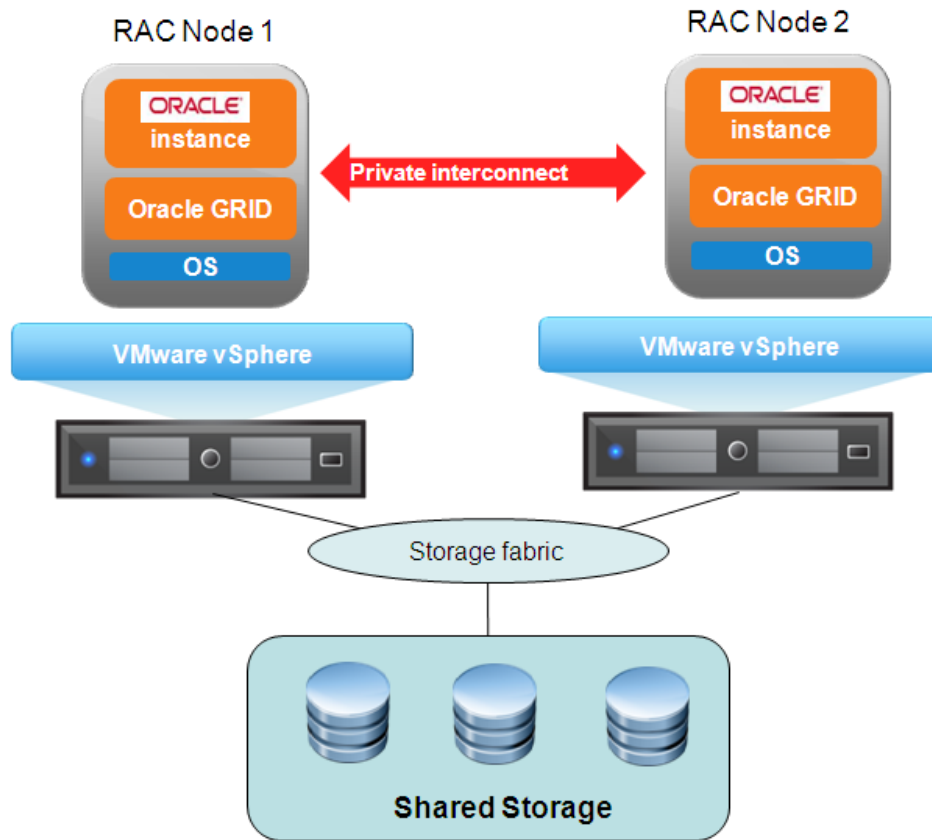 RAC Node 1
RAC Node 2
ORACLE
instance
Oracle GRID
OS
Private interconnect
ORACLE
instance
Oracle GRID
OS
VMware vSphere
VMware vSphere
Storage fabric
Shared Storage